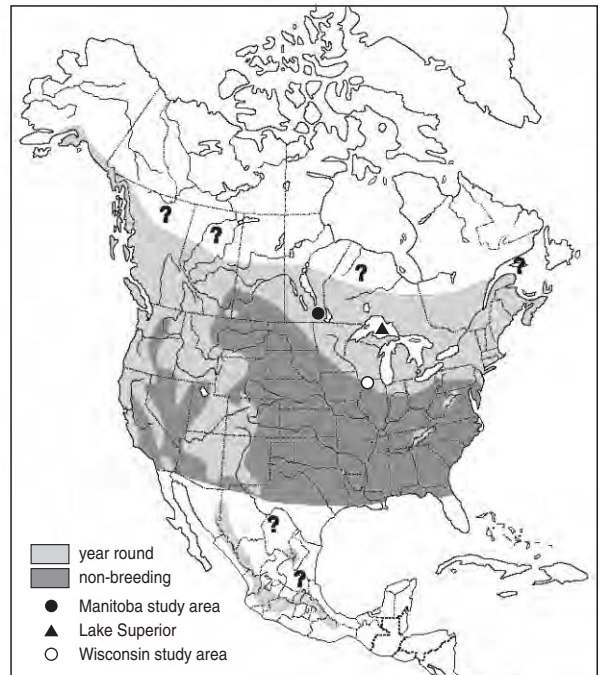 ?
?
?
?
?
?
year round
non-breeding
Manitoba study area
Lake Superior
Wisconsin study area